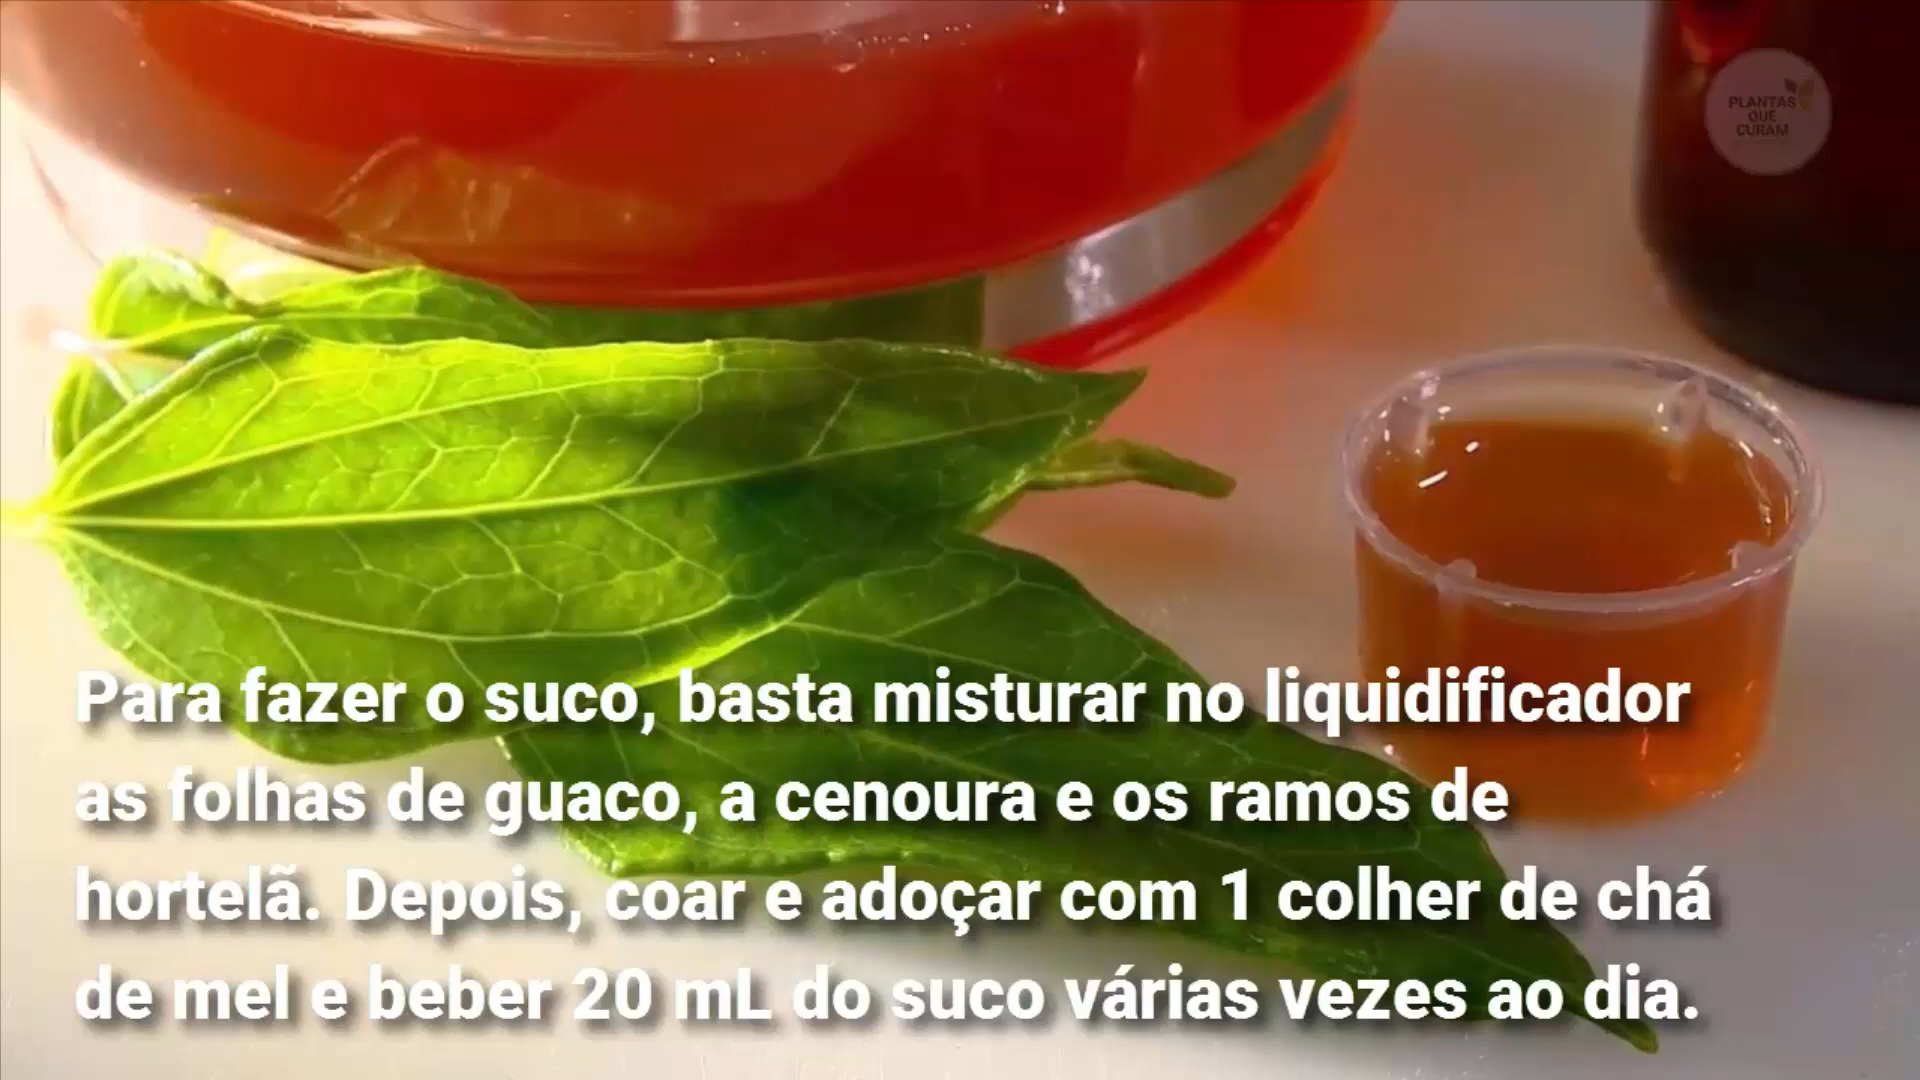 PLANTAS
QUE
CURAM
Para fazer o suco, basta misturar no liquidificador
as folhas de guaco, a cenoura e os ramos de
hortelã. Depois, coar e adoçar com 1 colher de chá
de mel e beber 20 mL do suco várias vezes ao dia.